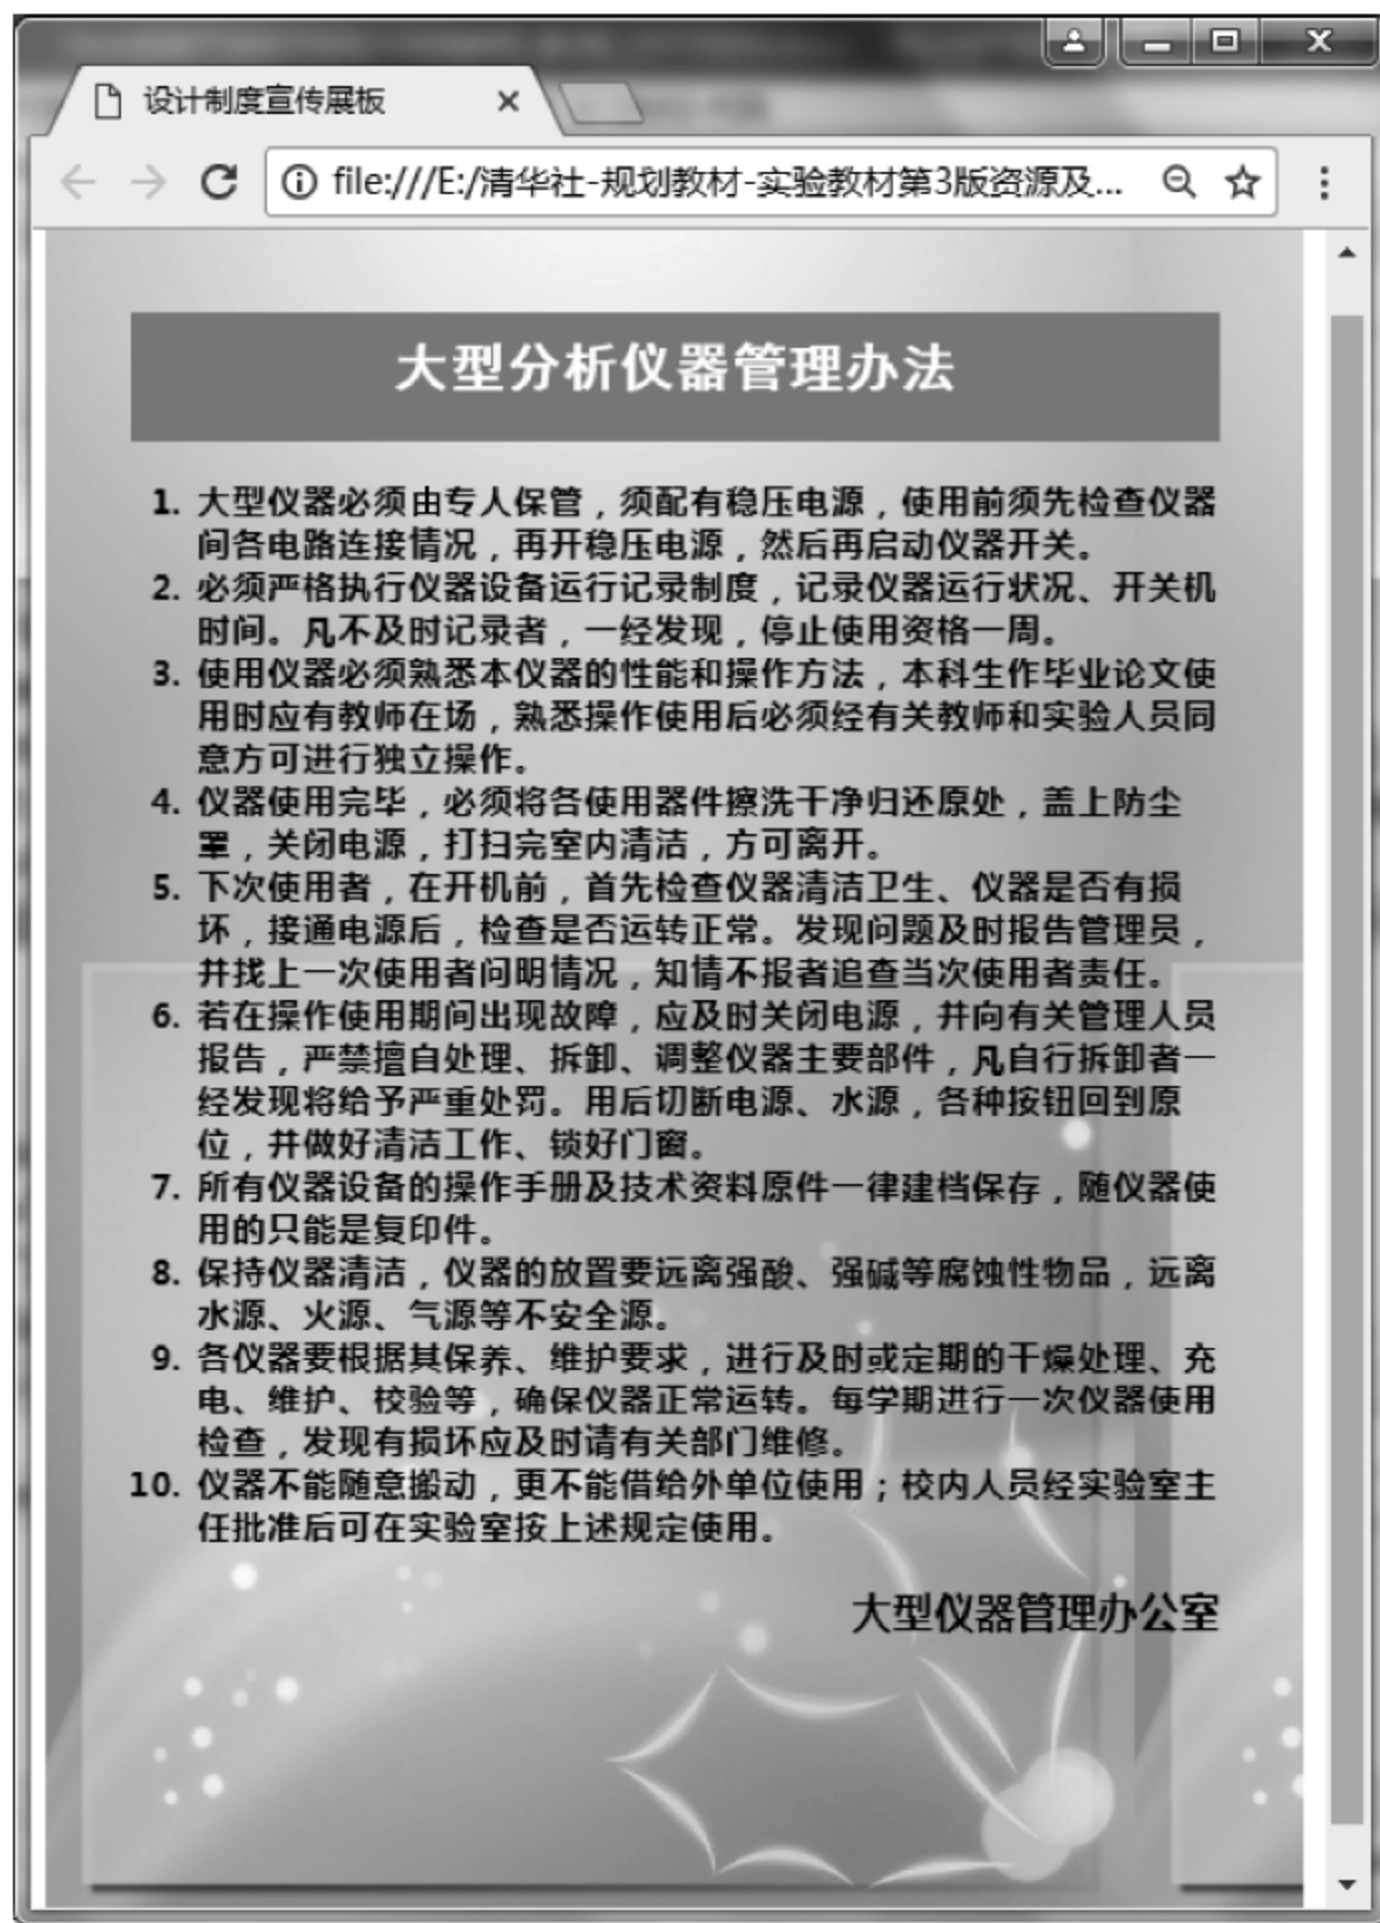 设计制度宣传展板
file:///E:/清华社-规划教材-实验教材第3版资源及...
大型分析仪器管理办法
1. 大型仪器必须由专人保管，须配有稳压电源，使用前须先检查仪器
间各电路连接情况，再开稳压电源，然后再启动仪器开关。
2. 必须严格执行仪器设备运行记录制度，记录仪器运行状况、开关机
时间。凡不及时记录者，一经发现，停止使用资格一周。
3. 使用仪器必须熟悉本仪器的性能和操作方法，本科生作毕业论文使
用时应有教师在场，熟悉操作使用后必须经有关教师和实验人员同
意方可进行独立操作。
4. 仪器使用完毕，必须将各使用器件擦洗干净归还原处，盖上防尘
罩，关闭电源，打扫完室内清洁，方可离开。
5. 下次使用者，在开机前，首先检查仪器清洁卫生、仪器是否有损
坏，接通电源后，检查是否运转正常。发现问题及时报告管理员，
并找上一次使用者问明情况，知情不报者追查当次使用者责任。
6. 若在操作使用期间出现故障，应及时关闭电源，并向有关管理人员
报告，严禁擅自处理、拆卸、调整仪器主要部件，凡自行拆卸者一
经发现将给予严重处罚。用后切断电源、水源，各种按钮回到原
位，并做好清洁工作、锁好门窗。
7. 所有仪器设备的操作手册及技术资料原件一律建档保存，随仪器使
用的只能是复印件。
8. 保持仪器清洁，仪器的放置要远离强酸、强碱等腐蚀性物品，远离
水源、火源、气源等不安全源。
9. 各仪器要根据其保养、维护要求，进行及时或定期的干燥处理、充
电、维护、校验等，确保仪器正常运转。每学期进行一次仪器使用
检查，发现有损坏应及时请有关部门维修。
10. 仪器不能随意搬动，更不能借给外单位使用；校内人员经实验室主
任批准后可在实验室按上述规定使用。
大型仪器管理办公室